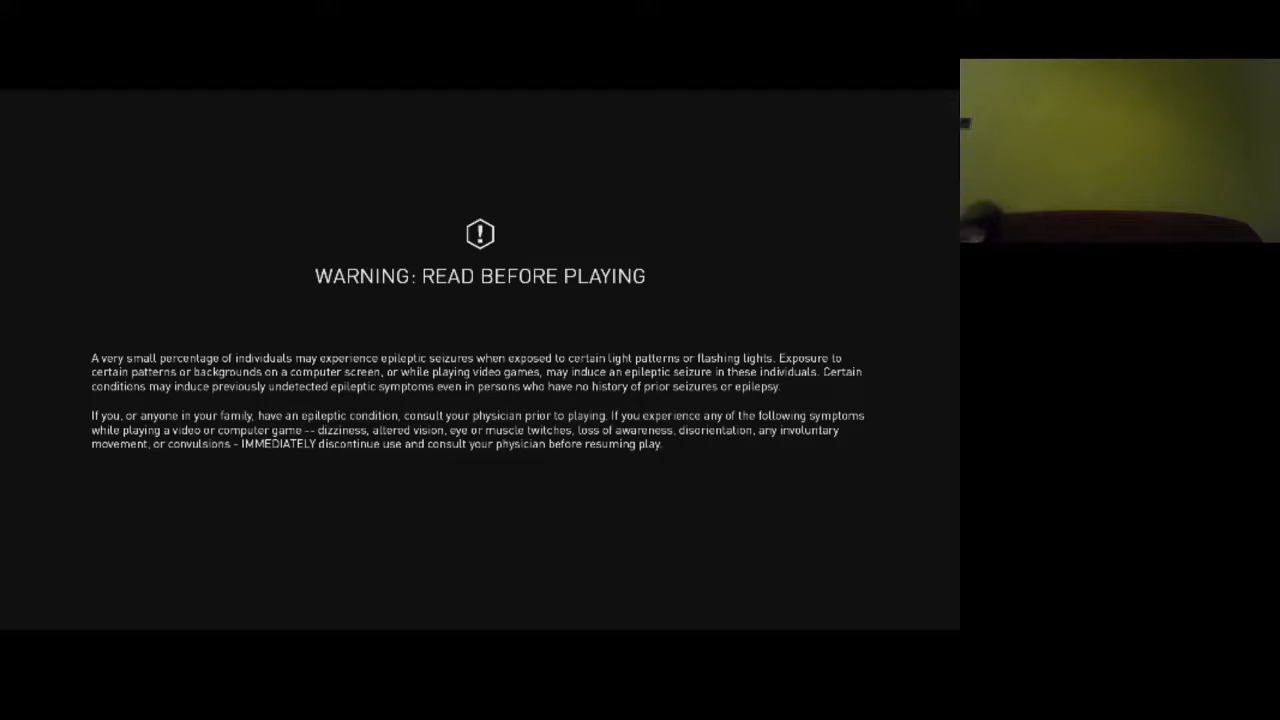 WARNING: READ BEFORE PLAYING
A very small percentage of individuals may experience epileptic seizures when exposed to certain light patterns or flashing lights. Exposure to
certain patterns or backgrounds on a computer screen, or while playing video games, may induce an epileptic seizure in these individuals. Certain
conditions may induce previously undetected epileptic symptoms even in persons who have no history of prior seizures or epilepsy.
If you, or anyone in your family, have an epileptic condition, consult your physician prior to playing. If you experience any of the following symptoms
while playing a video or computer game -- dizziness, altered vision, eye or muscle twitches, loss of awareness, disorientation, any involuntary
movement, or convulsions - IMMEDIATELY discontinue use and consult your physician before resuming play.